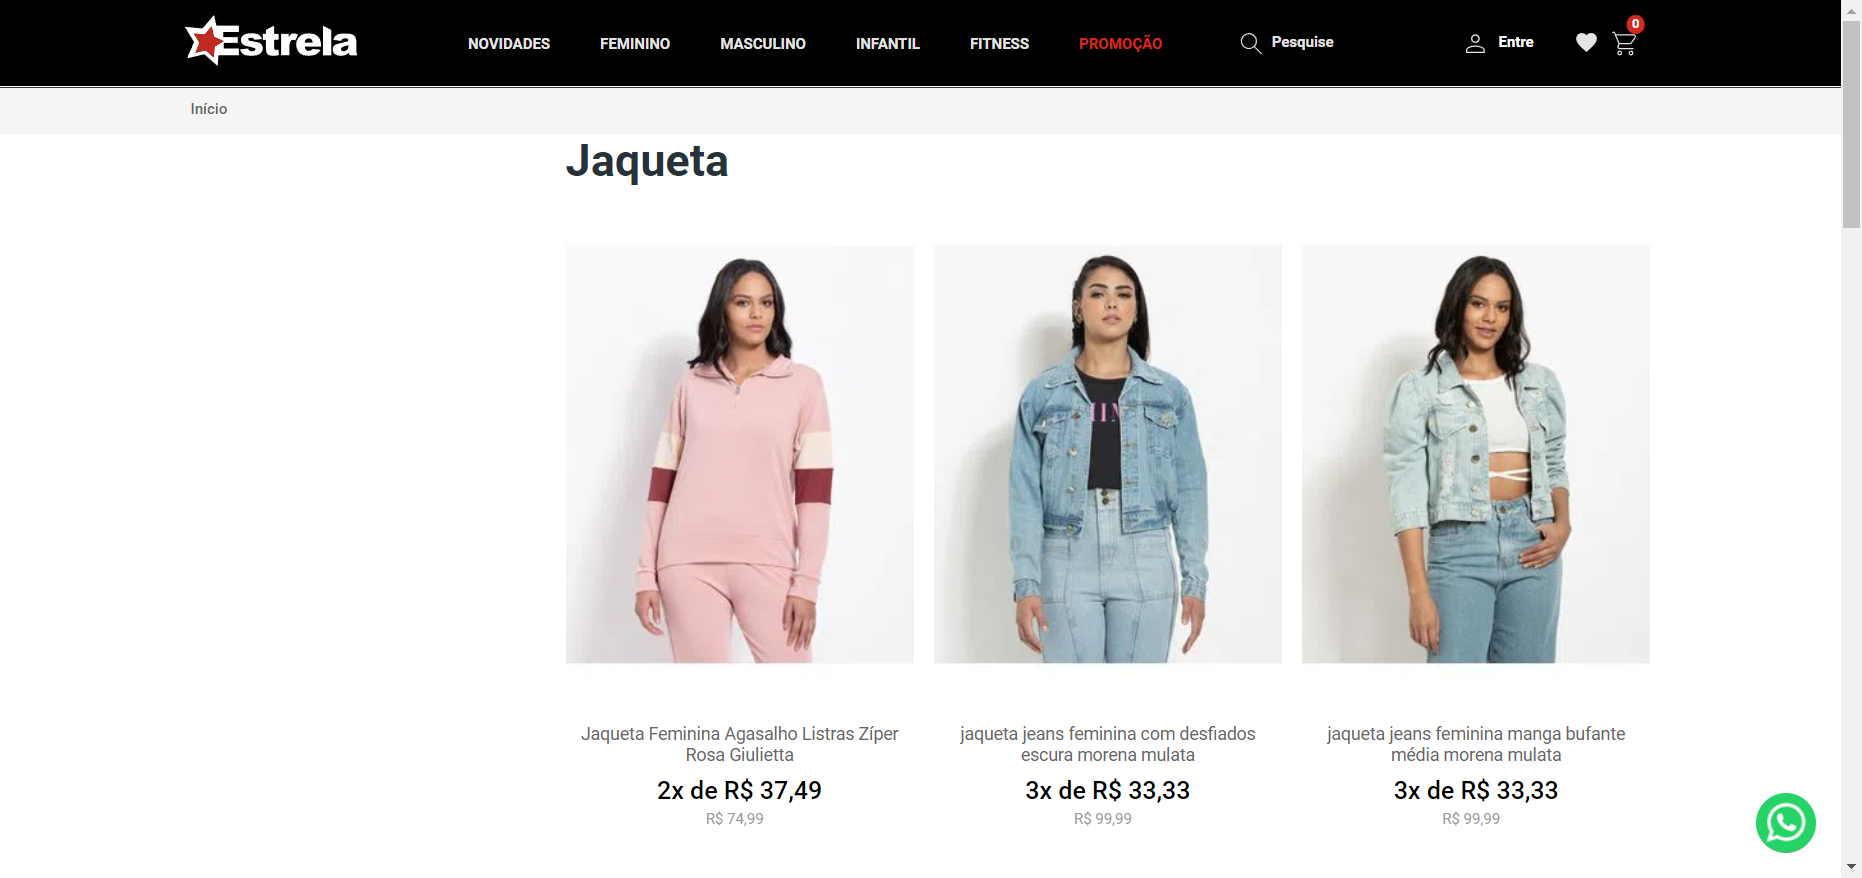 Estrela
NOVIDADES
FEMININO
MASCULINO
INFANTIL
FITNESS
PROMOÇÃO
Pesquise
Entre
0
Início
Jaqueta
Jaqueta Feminina Agasalho Listras Zíper
Rosa Giulietta
2x de R$ 37,49
R$ 74,99
jaqueta jeans feminina com desfiados
escura morena mulata
3x de R$ 33,33
R$ 99,99
jaqueta jeans feminina manga bufante
média morena mulata
3x de R$ 33,33
R$ 99,99